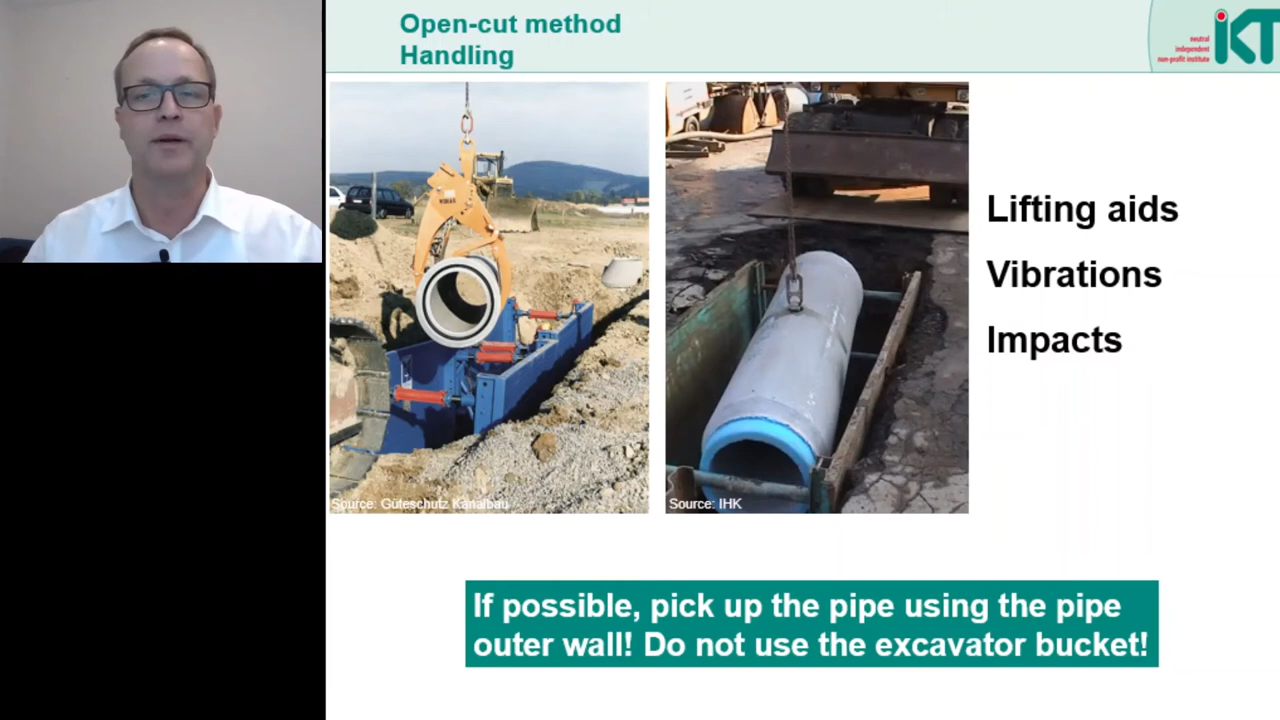 Open-cut method
Handling
neutral
independent
non-profit institute
iKT
Lifting aids
Vibrations
Impacts
Source: Güteschutz Kanalbau
Source: IHK
If possible, pick up the pipe using the pipe
outer wall! Do not use the excavator bucket!